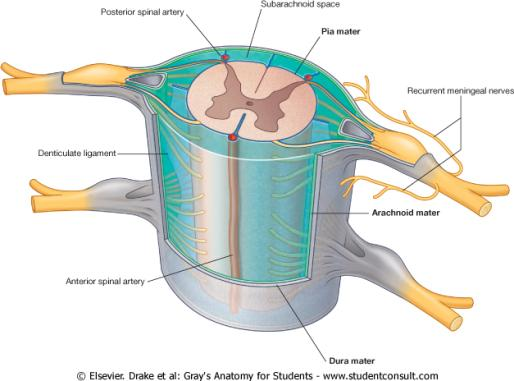 Posterior spinal artery
Subarachnoid space
Pia mater
Recurrent meningeal nerves
Denticulate ligament
Arachnoid mater
Anterior spinal artery
Dura mater
© Elsevier. Drake et al: Gray's Anatomy for Students - www.studentconsult.com